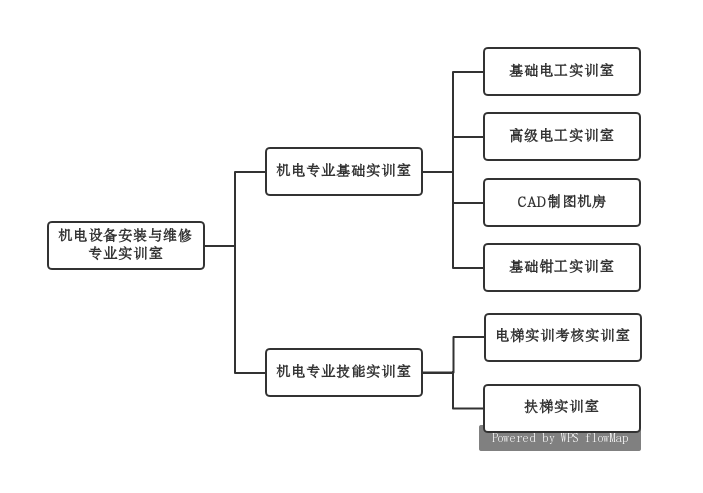 机电设备安装与维修
专业实训室
机电专业基础实训室
机电专业技能实训室
基础电工实训室
高级电工实训室
CAD制图机房
基础钳工实训室
电梯实训考核实训室
扶梯实训室
Powered by WPS flowMap